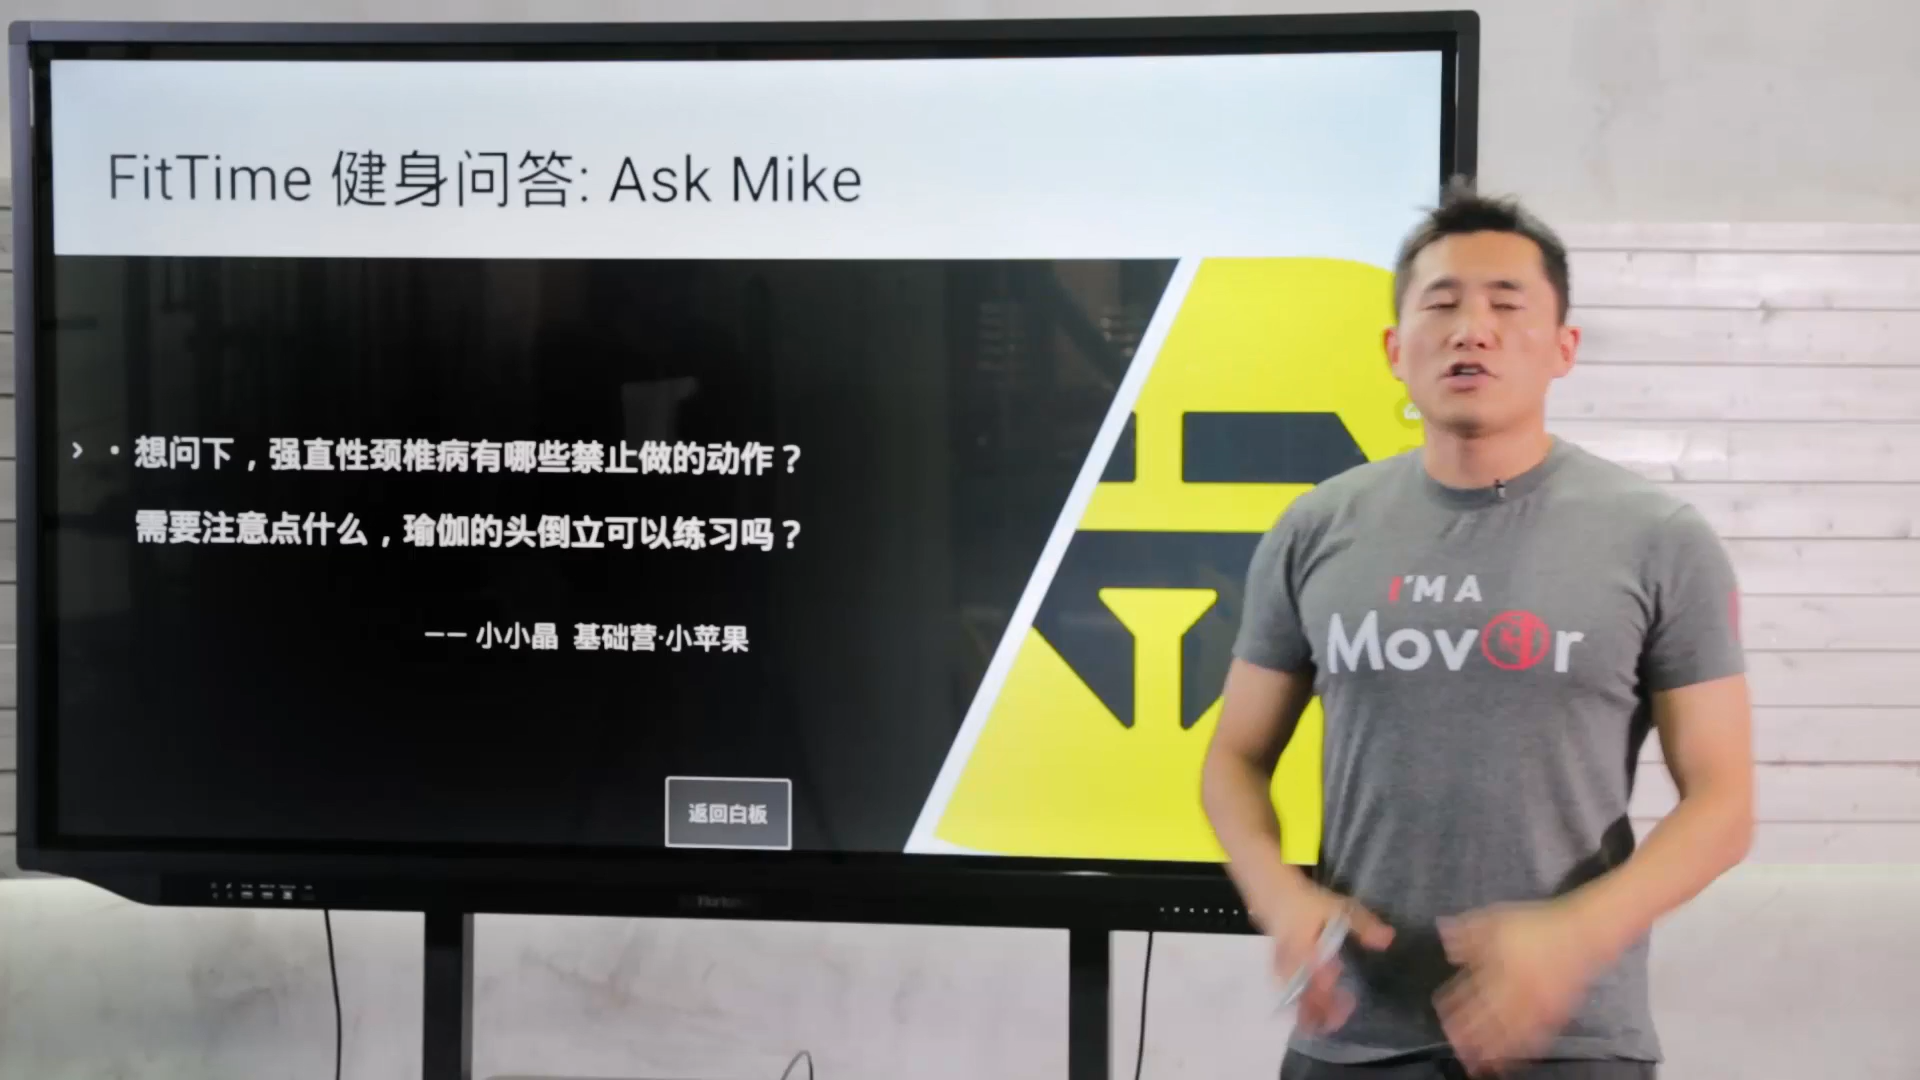 FitTime 健身问答: Ask Mike
› · 想问下，强直性颈椎病有哪些禁止做的动作？
需要注意点什么，瑜伽的头倒立可以练习吗？
—— 小小晶 基础营·小苹果
返回白板
I'M A
Mover